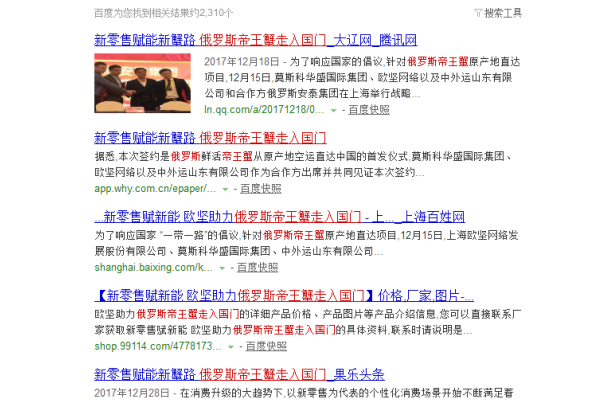 百度为您找到相关结果约2,310个
搜索工具
新零售赋能新蟹路 俄罗斯帝王蟹走入国门_大辽网_腾讯网
2017年12月18日 - 为了响应国家的倡议,针对俄罗斯帝王蟹原产地直达
项目,12月15日,莫斯科华盛国际集团、欧坚网络以及中外运山东有限
公司和合作方俄罗斯安泰集团在上海举行战略...
ln.qq.com/a/20171218/0... - 百度快照
新零售赋能新蟹路 俄罗斯帝王蟹走入国门
据悉,本次签约是俄罗斯鲜活帝王蟹从原产地空运直达中国的首发仪式,莫斯科华盛国际集团、
欧坚网络以及中外运山东有限公司作为合作方出席并共同见证本次签约...
app.why.com.cn/epaper/... - 百度快照
...新零售赋新能 欧坚助力俄罗斯帝王蟹走入国门 - 上..._上海百姓网
为了响应国家 “一带一路”的倡议,针对俄罗斯帝王蟹原产地直达项目,12月15日,上海欧坚网络发
展股份有限公司、莫斯科华盛国际集团、中外运山东有限公司...
shanghai.baixing.com/k... - 百度快照
【新零售赋新能 欧坚助力俄罗斯帝王蟹走入国门】价格,厂家,图片-...
欧坚助力俄罗斯帝王蟹走入国门的详细产品价格、产品图片等产品介绍信息,您可以直接联系厂
家获取新零售赋新能 欧坚助力俄罗斯帝王蟹走入国门的具体资料,联系时请说明是...
shop.99114.com/4778173... - 百度快照
新零售赋能新蟹路 俄罗斯帝王蟹走入国门_果乐头条
2017年12月28日 - 在消费升级的大趋势下,以新零售为代表的个性化消费场景开始不断满足着